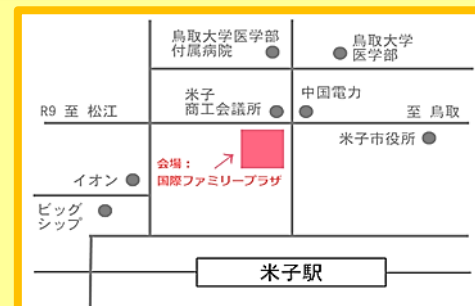 鳥取大学医学部
付属病院
鳥取大学
医学部
米子
商工会議所
中国電力
R9 至 松江
至 鳥取
米子市役所
会場：
国際ファミリープラザ
イオン
ビッグ
シップ
米子駅